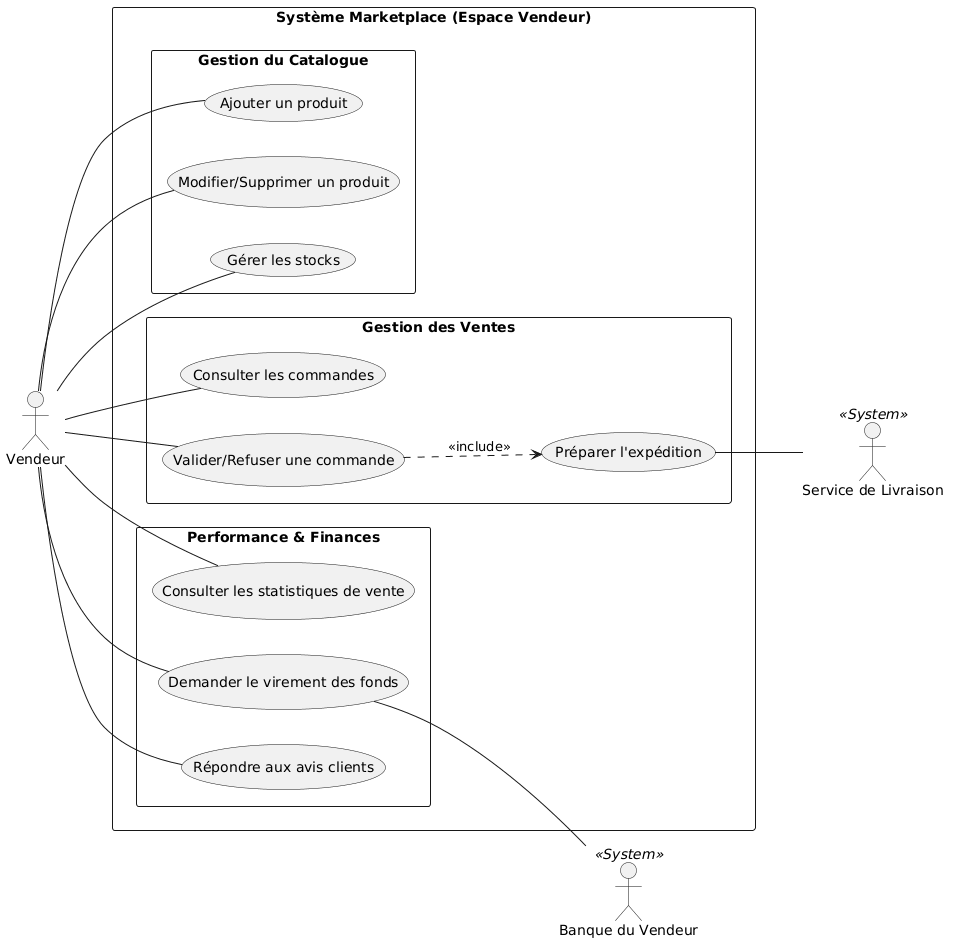 Système Marketplace (Espace Vendeur)
Gestion du Catalogue
Ajouter un produit
Modifier/Supprimer un produit
Gérer les stocks
Gestion des Ventes
Consulter les commandes
Valider/Refuser une commande
«include»
Préparer l'expédition
«System»
Service de Livraison
Vendeur
Performance & Finances
Consulter les statistiques de vente
Demander le virement des fonds
Répondre aux avis clients
«System»
Banque du Vendeur